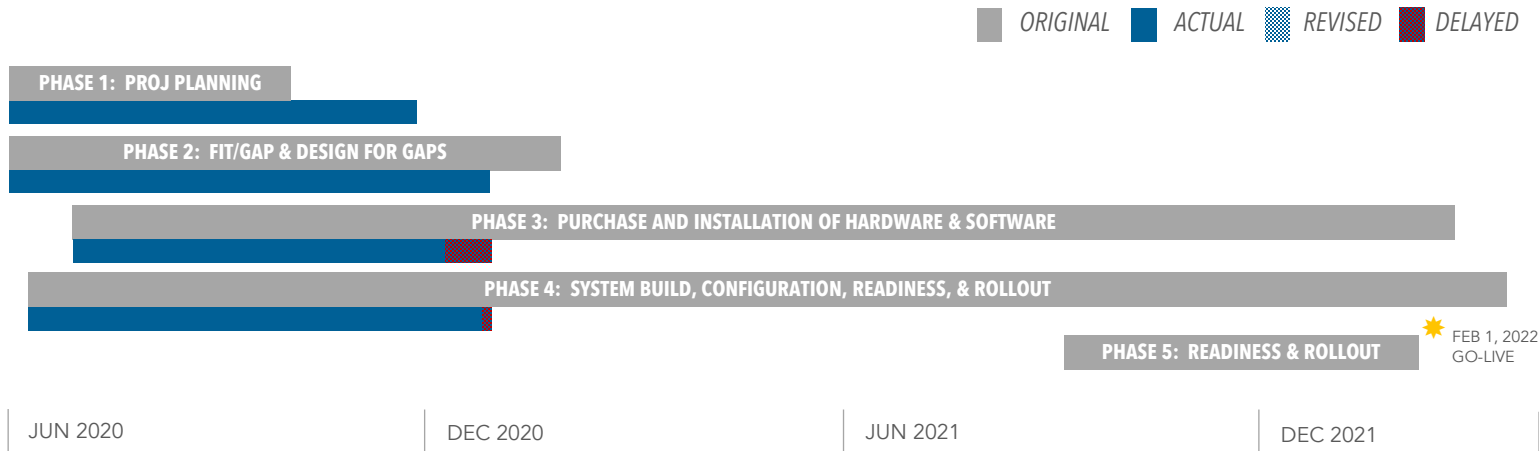 ORIGINAL ACTUAL REVISED DELAYED
PHASE 1: PROJ PLANNING
PHASE 2: FIT/GAP & DESIGN FOR GAPS
PHASE 3: PURCHASE AND INSTALLATION OF HARDWARE & SOFTWARE
PHASE 4: SYSTEM BUILD, CONFIGURATION, READINESS, & ROLLOUT
PHASE 5: READINESS & ROLLOUT
FEB 1, 2022
GO-LIVE
JUN 2020 DEC 2020 JUN 2021 DEC 2021